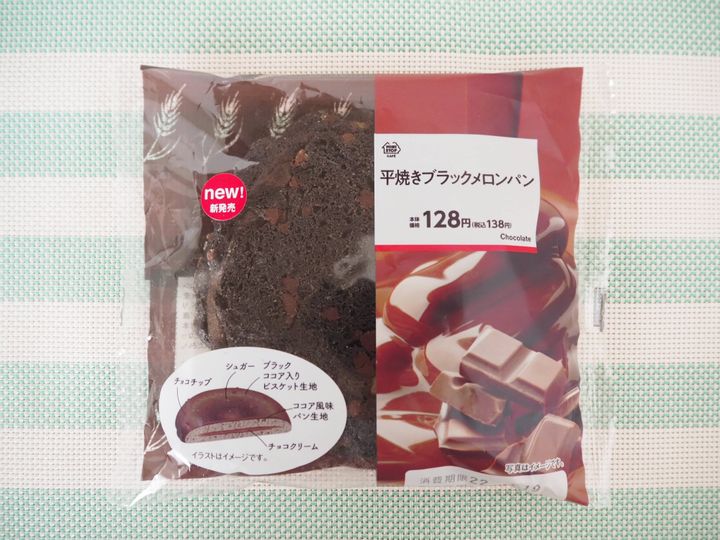 MINI
STOP
CAFE
平焼きブラックメロンパン
本体
価格 128円(税込138円)
Chocolate
new!
新発売
シュガー
ブラック
ココア入り
ビスケット生地
チョコチップ
ココア風味
パン生地
チョコクリーム
イラストはイメージです。
写真はイメージです。
消費期限22